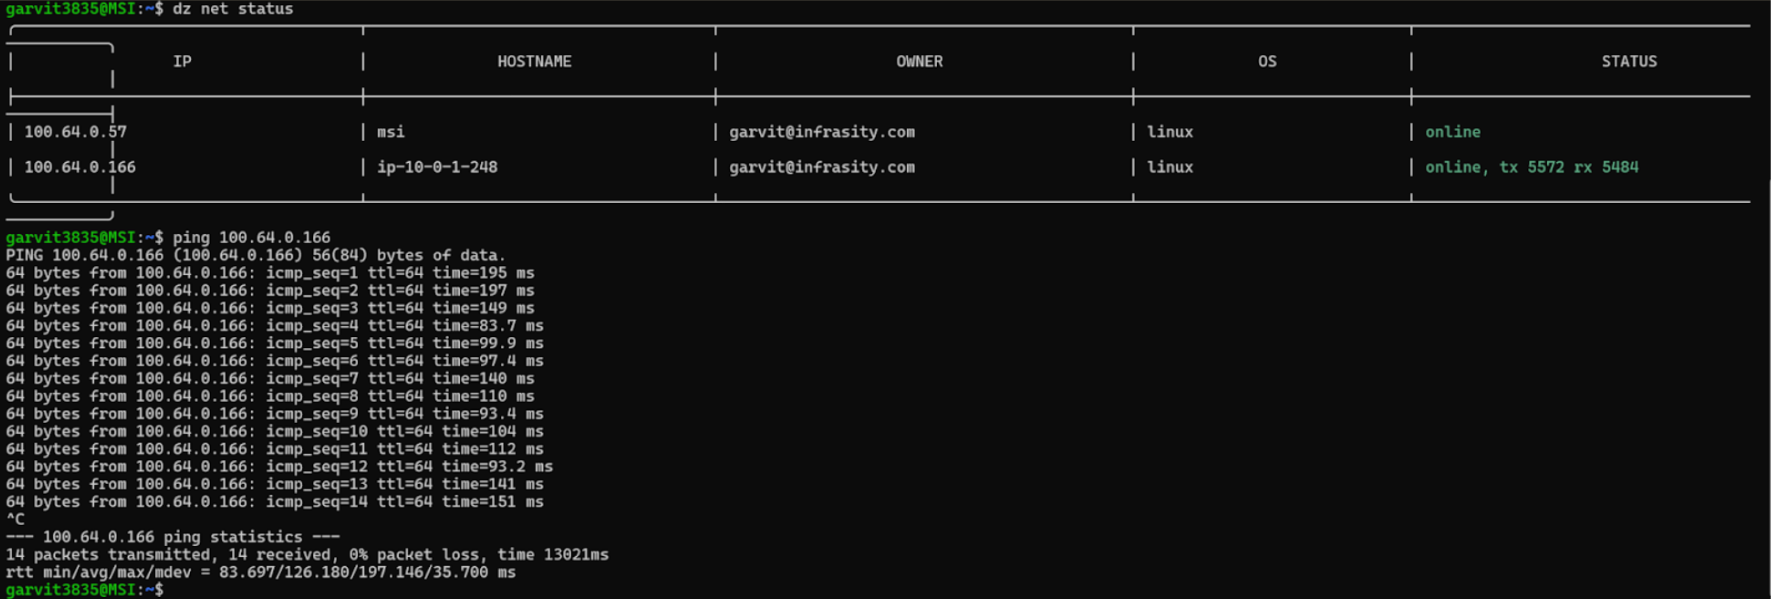 garvit3835@MSI:~$ dz net status
IP HOSTNAME OWNER OS STATUS
100.64.0.57 msi garvit@infrasity.com linux online
100.64.0.166 ip-10-0-1-248 garvit@infrasity.com linux online, tx 5572 rx 5484
garvit3835@MSI:~$ ping 100.64.0.166
PING 100.64.0.166 (100.64.0.166) 56(84) bytes of data.
64 bytes from 100.64.0.166: icmp_seq=1 ttl=64 time=195 ms
64 bytes from 100.64.0.166: icmp_seq=2 ttl=64 time=197 ms
64 bytes from 100.64.0.166: icmp_seq=3 ttl=64 time=149 ms
64 bytes from 100.64.0.166: icmp_seq=4 ttl=64 time=83.7 ms
64 bytes from 100.64.0.166: icmp_seq=5 ttl=64 time=99.9 ms
64 bytes from 100.64.0.166: icmp_seq=6 ttl=64 time=97.4 ms
64 bytes from 100.64.0.166: icmp_seq=7 ttl=64 time=140 ms
64 bytes from 100.64.0.166: icmp_seq=8 ttl=64 time=110 ms
64 bytes from 100.64.0.166: icmp_seq=9 ttl=64 time=93.4 ms
64 bytes from 100.64.0.166: icmp_seq=10 ttl=64 time=104 ms
64 bytes from 100.64.0.166: icmp_seq=11 ttl=64 time=112 ms
64 bytes from 100.64.0.166: icmp_seq=12 ttl=64 time=93.2 ms
64 bytes from 100.64.0.166: icmp_seq=13 ttl=64 time=141 ms
64 bytes from 100.64.0.166: icmp_seq=14 ttl=64 time=151 ms
^C
--- 100.64.0.166 ping statistics ---
14 packets transmitted, 14 received, 0% packet loss, time 13021ms
rtt min/avg/max/mdev = 83.697/126.180/197.146/35.700 ms
garvit3835@MSI:~$